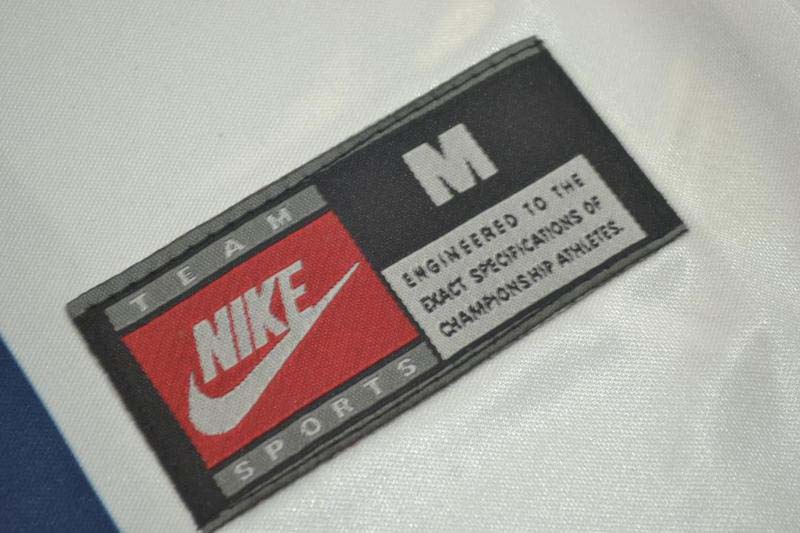 TEAM
NIKE
SPORTS
M
ENGINEERED TO THE
EXACT SPECIFICATIONS OF
CHAMPIONSHIP ATHLETES.